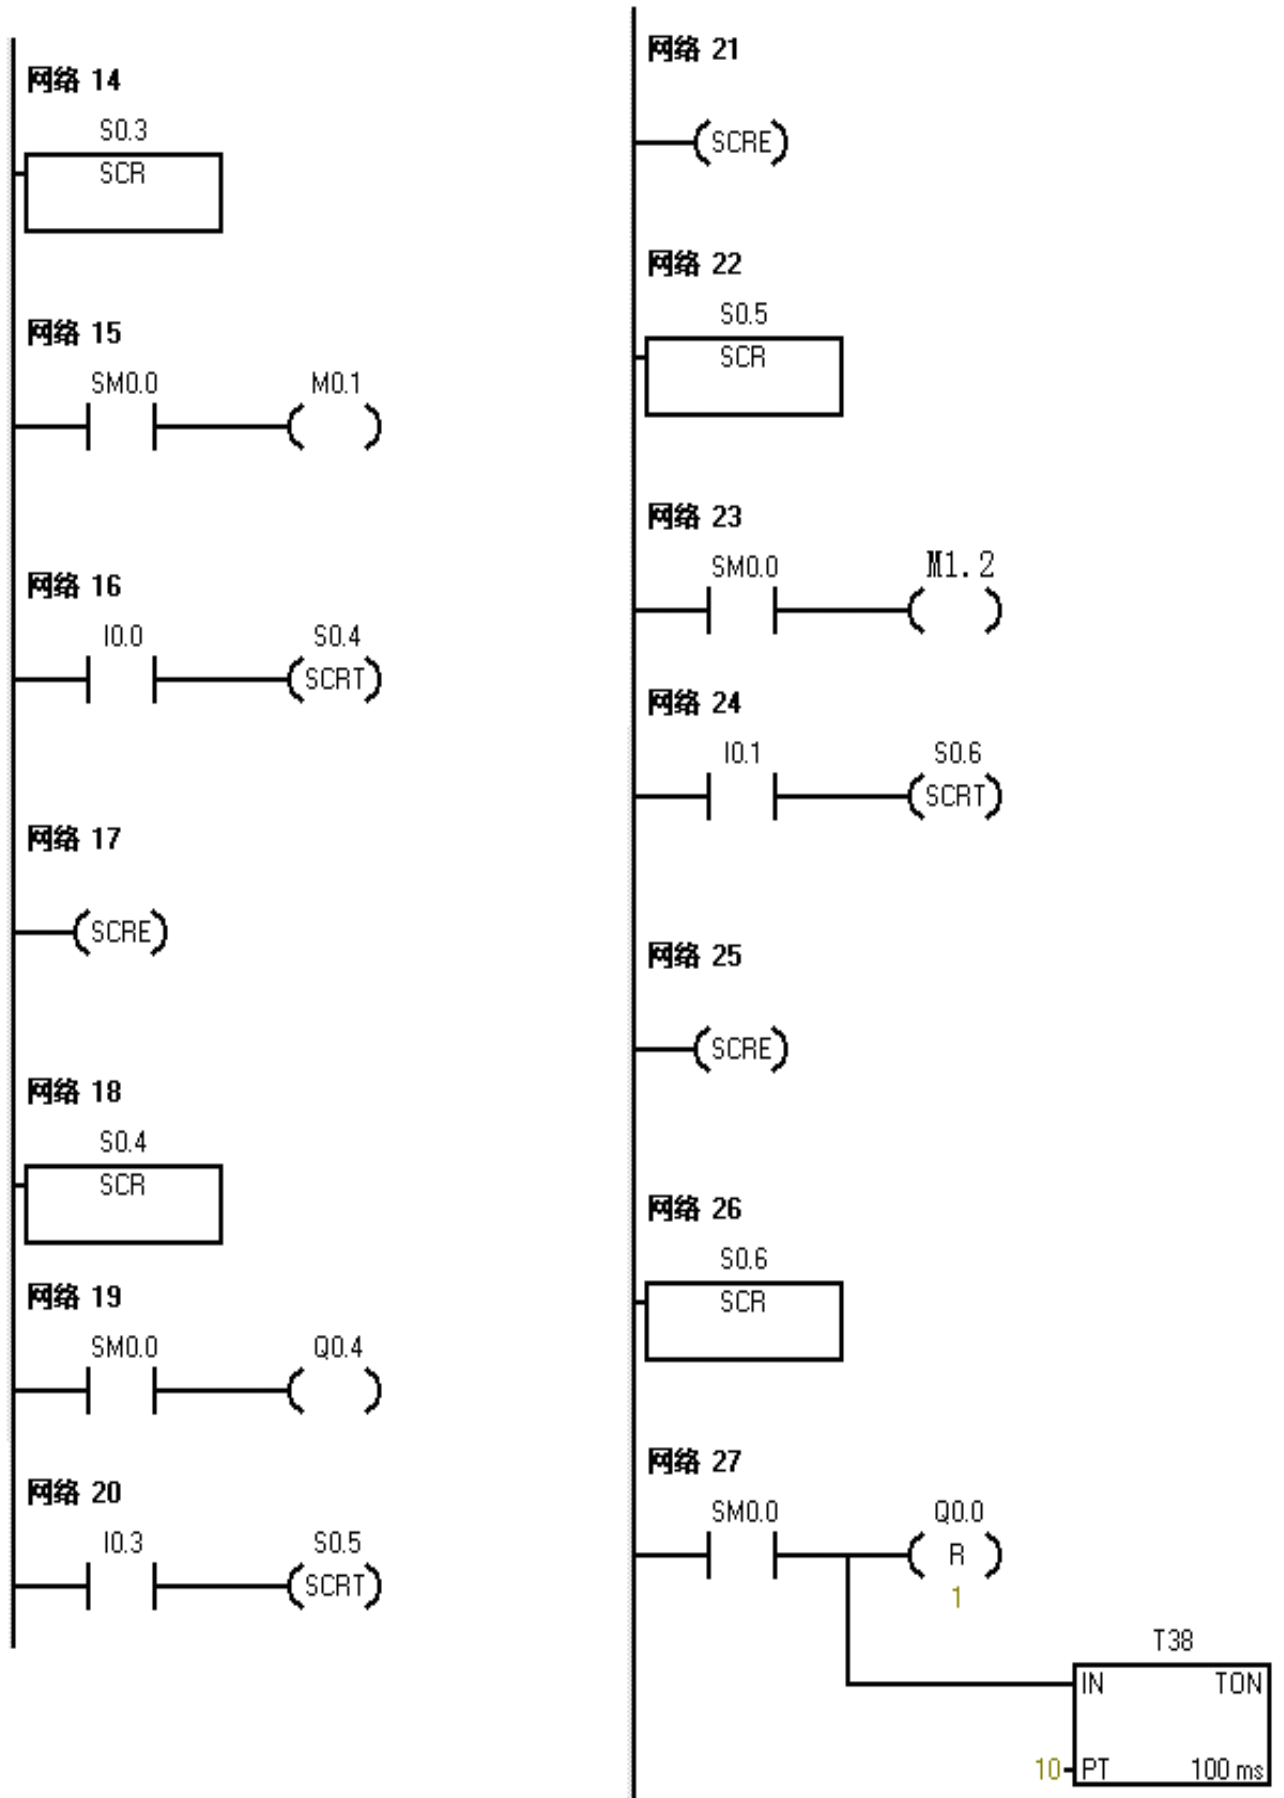 网络 14
S0.3
SCR
网络 15
SM0.0 M0.1
网络 16
I0.0 S0.4
SCRT
网络 17
SCRE
网络 18
S0.4
SCR
网络 19
SM0.0 Q0.4
网络 20
I0.3 S0.5
SCRT
网络 21
SCRE
网络 22
S0.5
SCR
网络 23
SM0.0 M1.2
网络 24
I0.1 S0.6
SCRT
网络 25
SCRE
网络 26
S0.6
SCR
网络 27
SM0.0 Q0.0
R
1
T38
IN TON
10 PT 100 ms